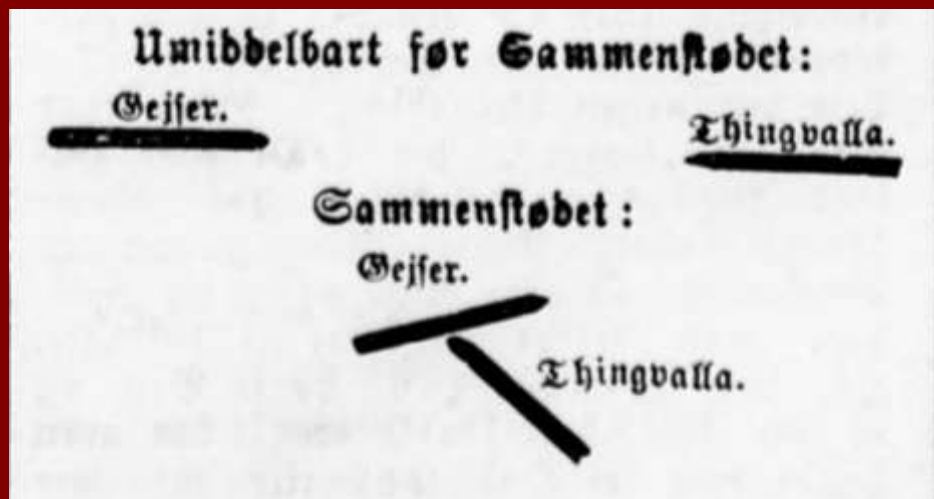 Umiddelbart før Sammenstødet:
Gejser.
Thingvalla.
Sammenstødet:
Gejser.
Thingvalla.